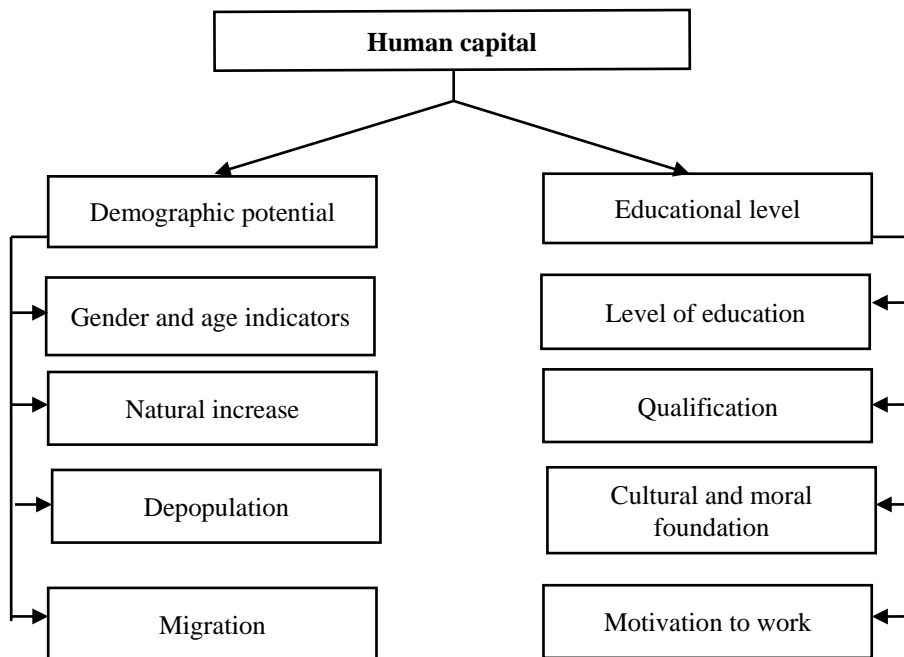 Human capital
Demographic potential
Educational level
Gender and age indicators
Level of education
Natural increase
Qualification
Depopulation
Cultural and moral
foundation
Migration
Motivation to work